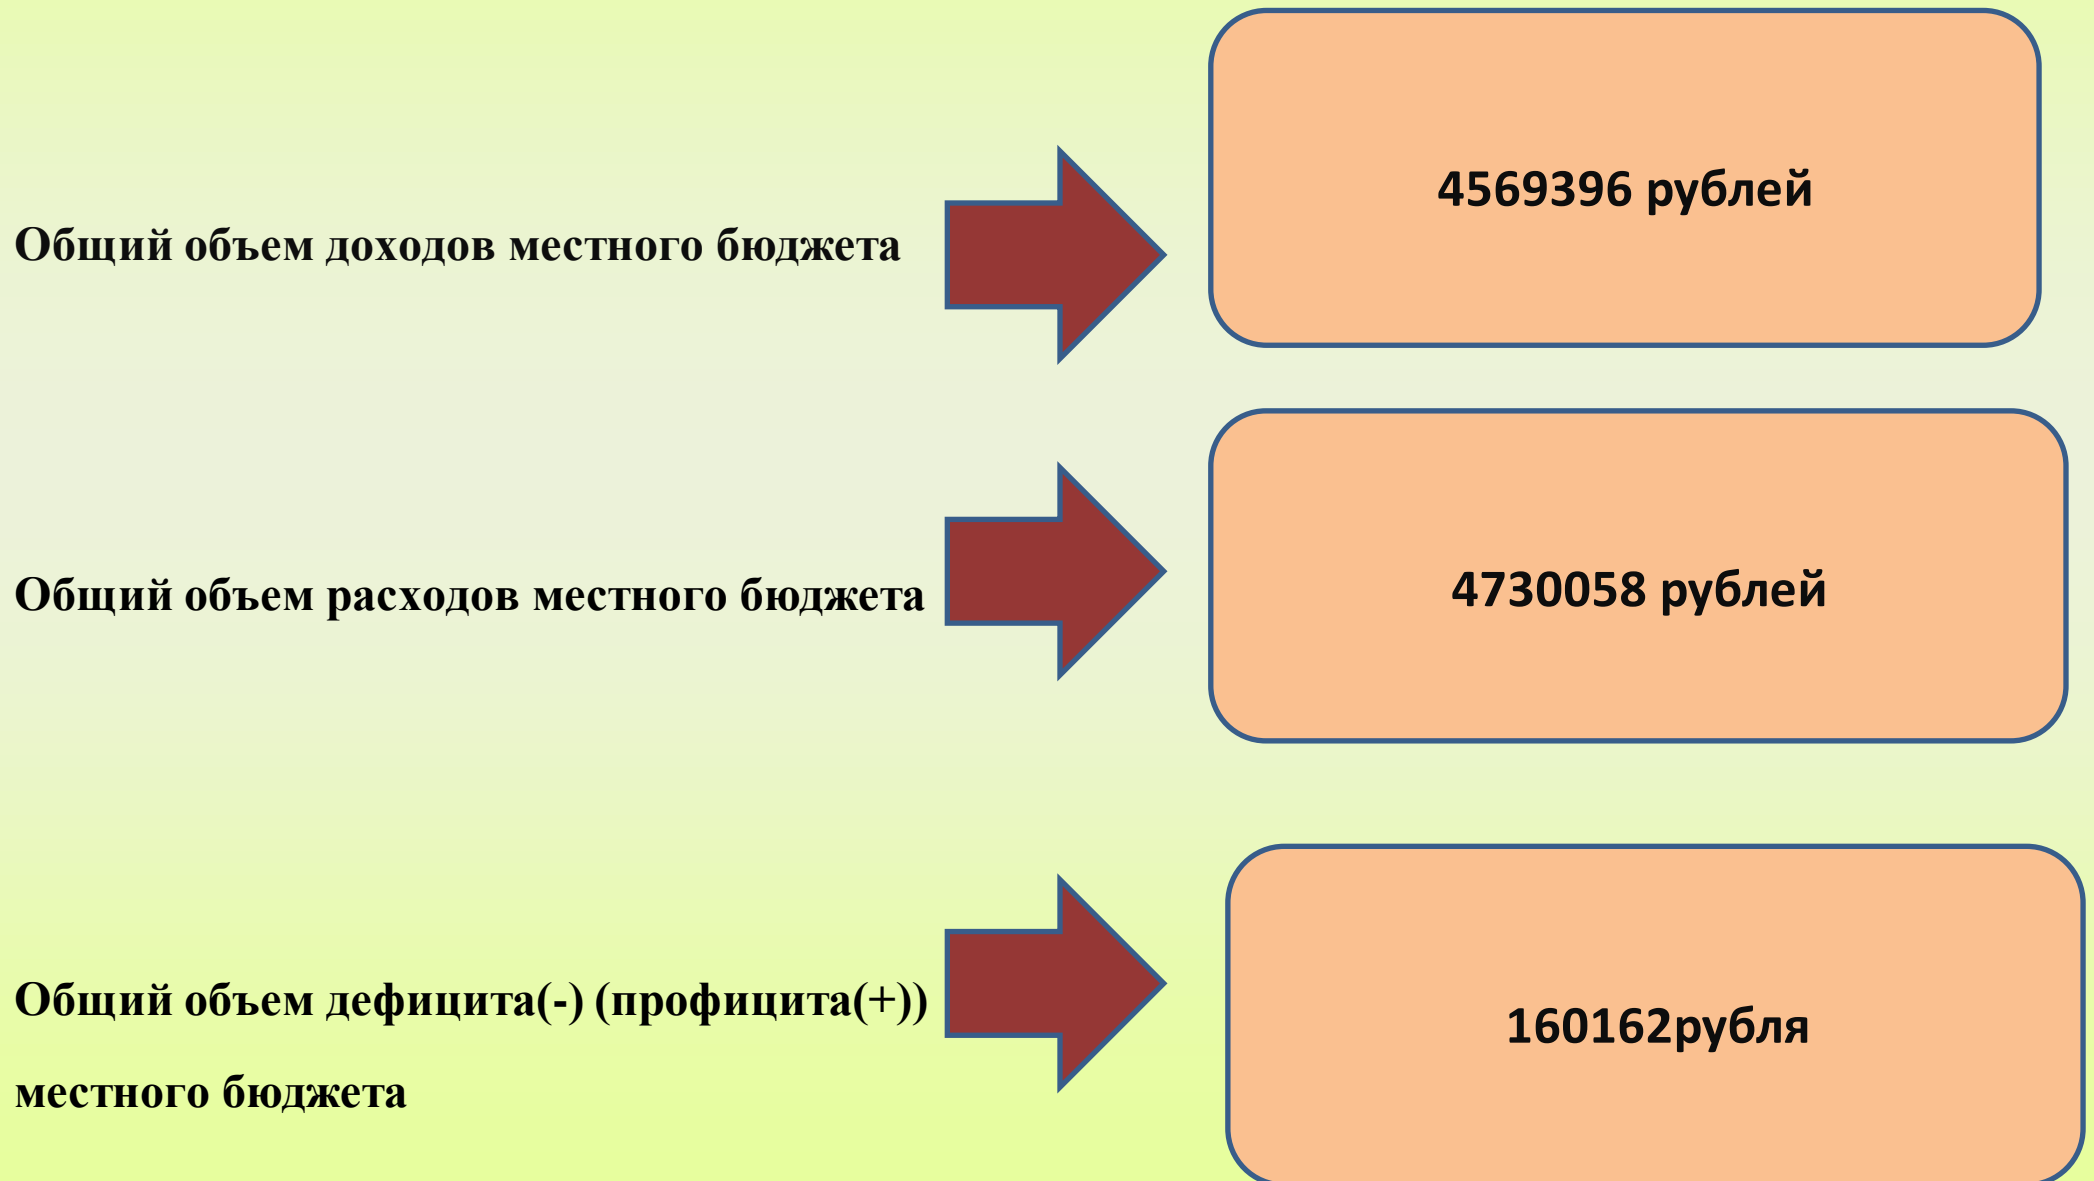 Общий объем доходов местного бюджета
4569396 рублей
Общий объем расходов местного бюджета
4730058 рублей
Общий объем дефицита(-) (профицита(+))
местного бюджета
160162рубля